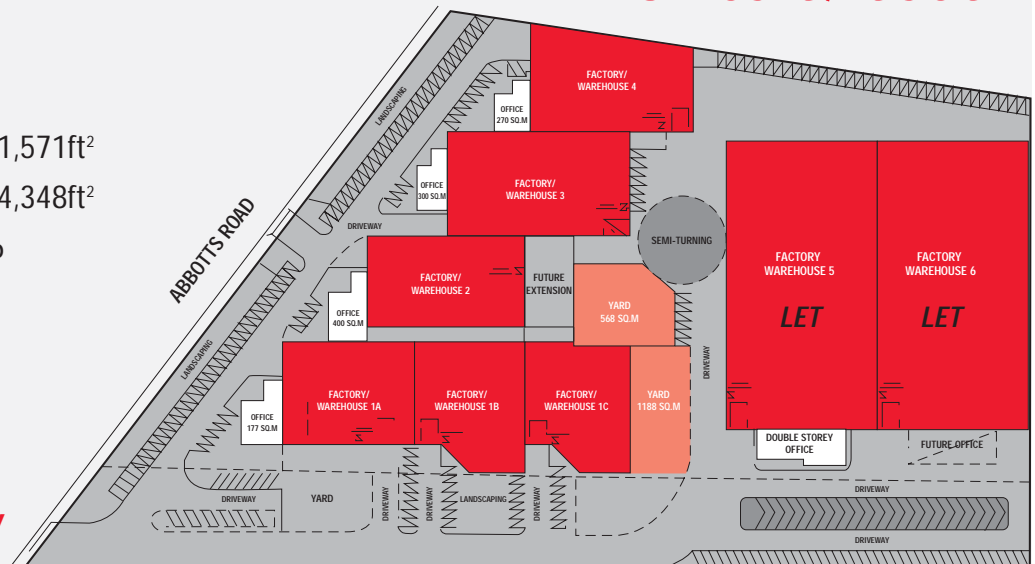 1,571ft²
4,348ft²
ABBOTTS ROAD
LANDSCAPING
LANDSCAPING
FACTORY/
WAREHOUSE 4
OFFICE
270 SQ.M
FACTORY/
WAREHOUSE 3
OFFICE
300 SQ.M
DRIVEWAY
SEMI-TURNING
FACTORY/
WAREHOUSE 2
OFFICE
400 SQ.M
FUTURE
EXTENSION
YARD
568 SQ.M
FACTORY
WAREHOUSE 5
LET
FACTORY
WAREHOUSE 6
LET
DRIVEWAY
FACTORY/
WAREHOUSE 1A
FACTORY/
WAREHOUSE 1B
FACTORY/
WAREHOUSE 1C
YARD
1188 SQ.M
OFFICE
177 SQ.M
DOUBLE STOREY
OFFICE
FUTURE OFFICE
DRIVEWAY
YARD
DRIVEWAY
DRIVEWAY
LANDSCAPING
DRIVEWAY
DRIVEWAY
DRIVEWAY